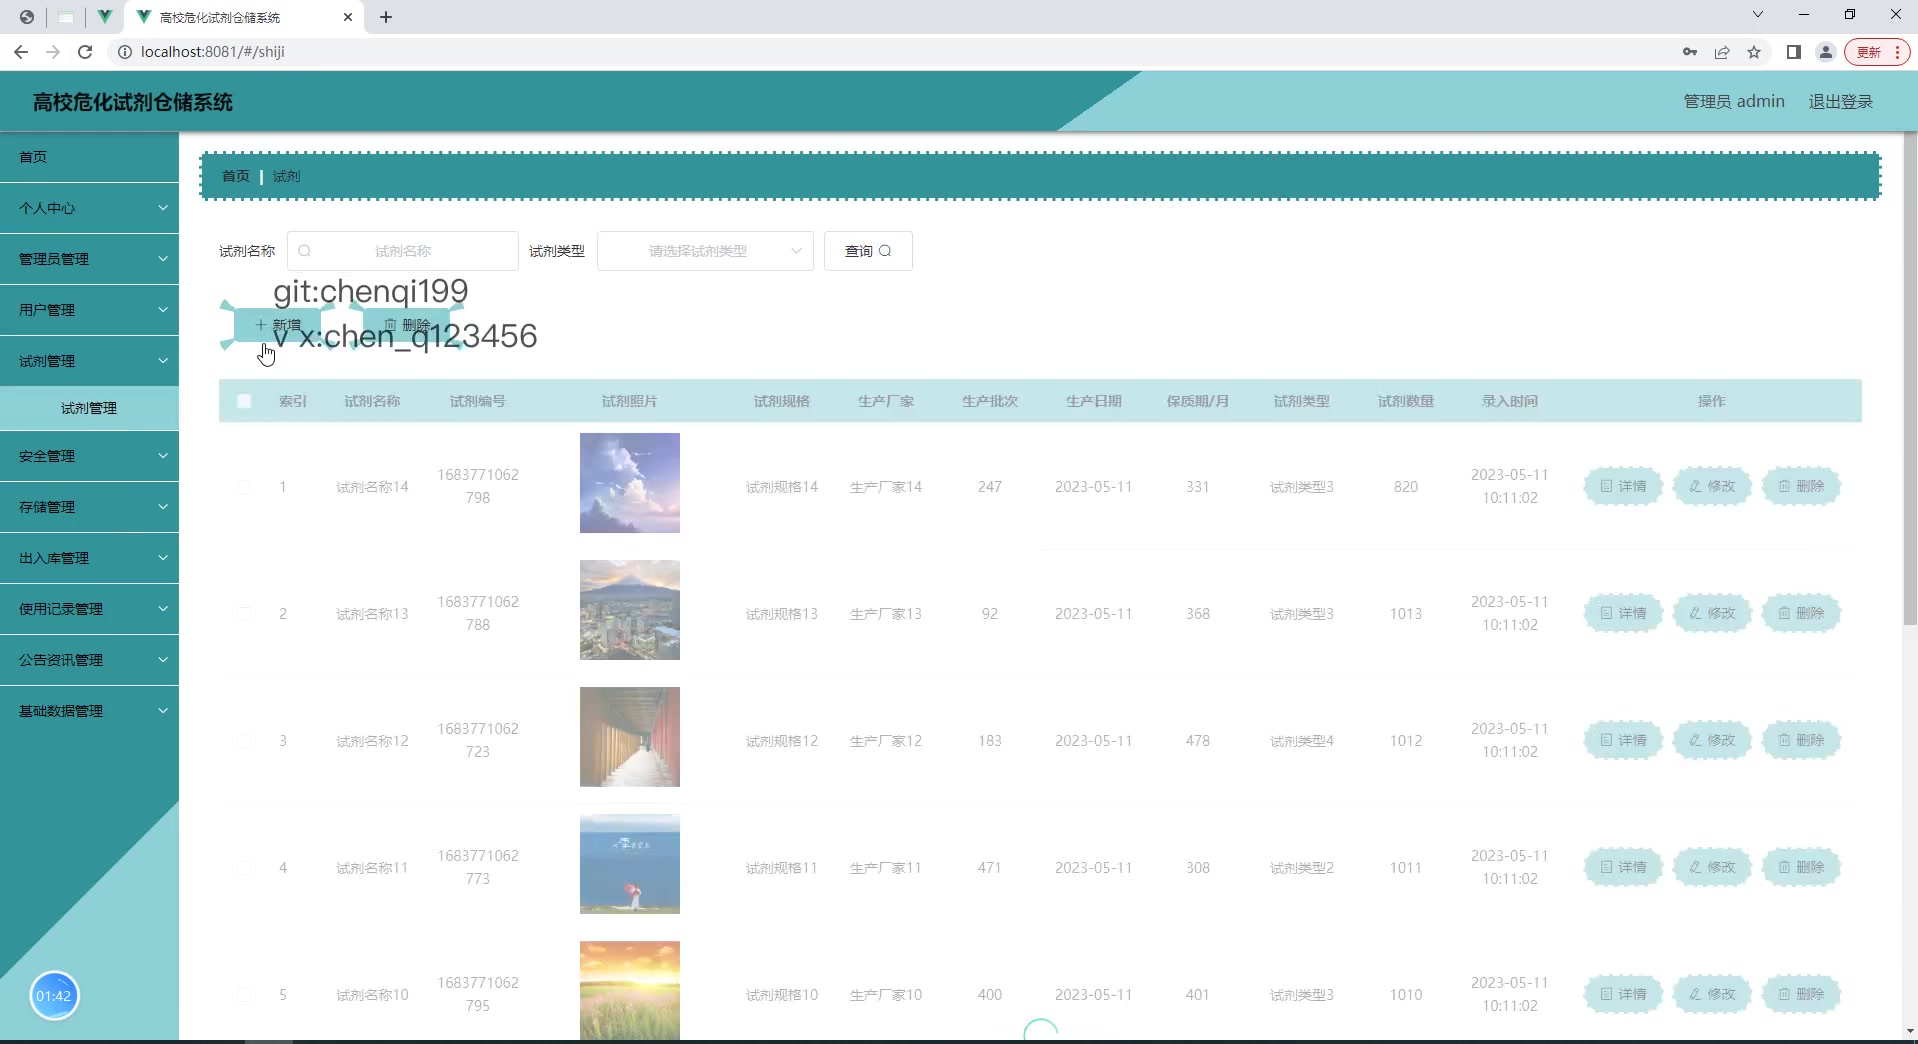 高校危化试剂仓储系统
localhost:8081/#/shiji
更新
高校危化试剂仓储系统
管理员 admin
退出登录
首页
个人中心
管理员管理
用户管理
试剂管理
试剂管理
安全管理
存储管理
出入库管理
使用记录管理
公告资讯管理
基础数据管理
01:42
首页 | 试剂
试剂名称 试剂名称 试剂类型 请选择试剂类型 查询
git:chenqi199
新增 删除
v x:chen_q123456
索引 试剂名称 试剂编号 试剂照片 试剂规格 生产厂家 生产批次 生产日期 保质期/月 试剂类型 试剂数量 录入时间 操作
1 试剂名称14 1683771062 试剂规格14 生产厂家14 247 2023-05-11 331 试剂类型3 820 2023-05-11 详情 修改 删除
798 10:11:02
2 试剂名称13 1683771062 试剂规格13 生产厂家13 92 2023-05-11 368 试剂类型3 1013 2023-05-11 详情 修改 删除
788 10:11:02
3 试剂名称12 1683771062 试剂规格12 生产厂家12 183 2023-05-11 478 试剂类型4 1012 2023-05-11 详情 修改 删除
723 10:11:02
4 试剂名称11 1683771062 试剂规格11 生产厂家11 471 2023-05-11 308 试剂类型2 1011 2023-05-11 详情 修改 删除
773 10:11:02
5 试剂名称10 1683771062 试剂规格10 生产厂家10 400 2023-05-11 401 试剂类型3 1010 2023-05-11 详情 修改 删除
795 10:11:02